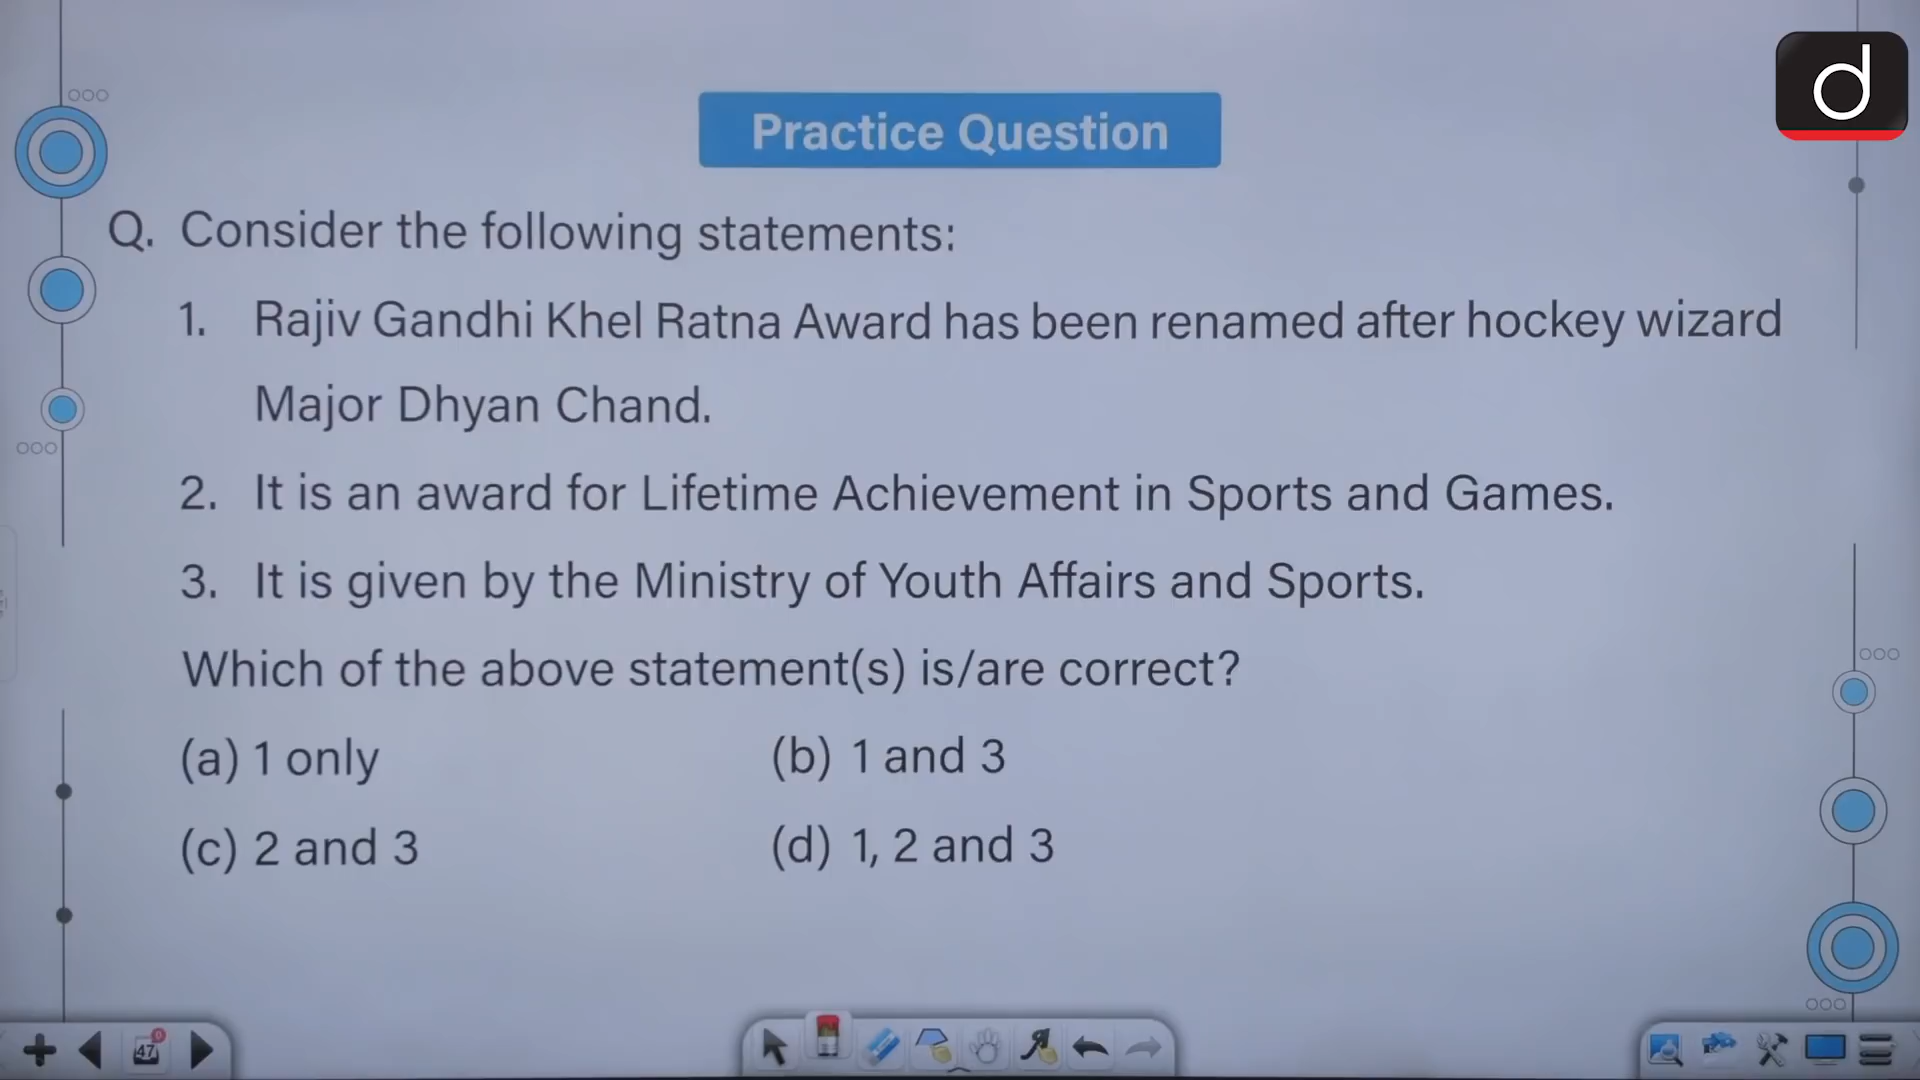 d
Practice Question
Q. Consider the following statements:
1. Rajiv Gandhi Khel Ratna Award has been renamed after hockey wizard
Major Dhyan Chand.
2. It is an award for Lifetime Achievement in Sports and Games.
3. It is given by the Ministry of Youth Affairs and Sports.
Which of the above statement(s) is/are correct?
(a) 1 only (b) 1 and 3
(c) 2 and 3 (d) 1, 2 and 3
47 0